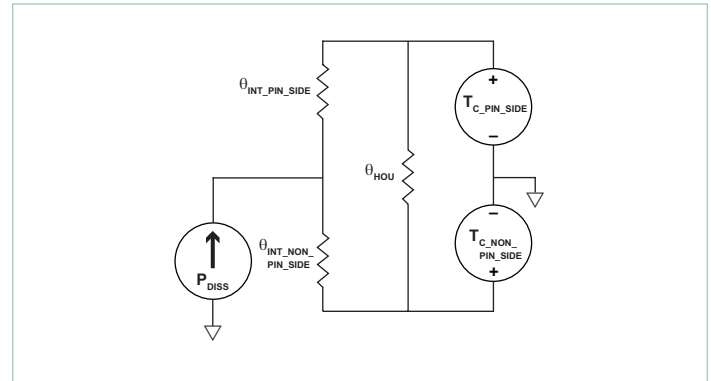 θINT_PIN_SIDE
+
TC_PIN_SIDE
–
θHOU
–
TC_NON_
PIN_SIDE
+
θINT_NON_
PIN_SIDE
PDISS